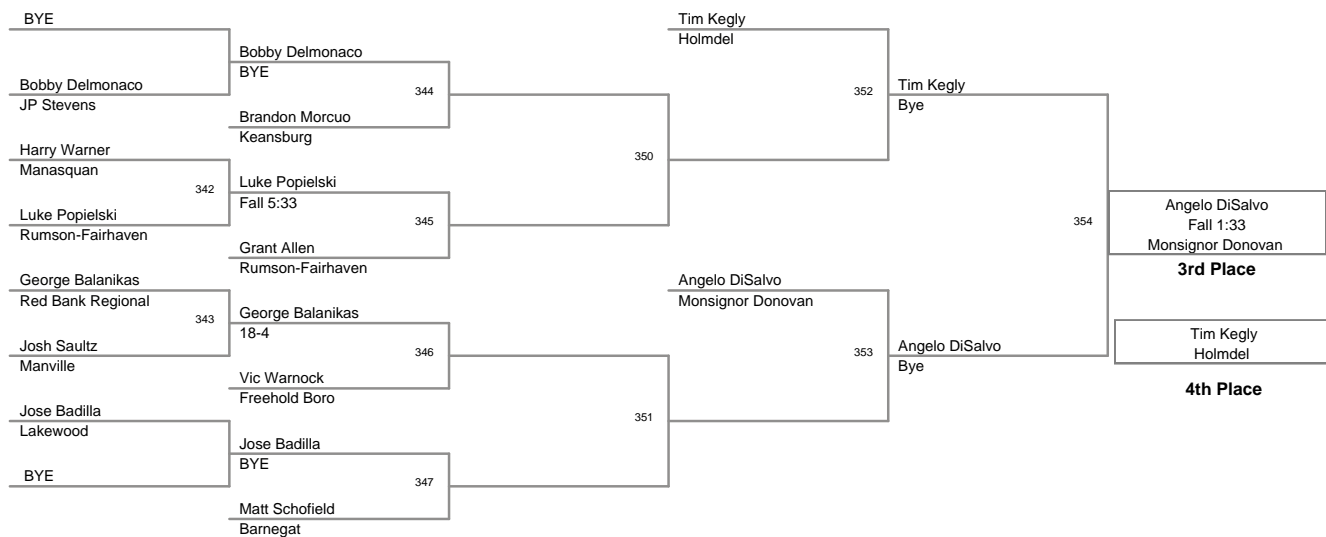 BYE
Bobby Delmonaco
JP Stevens
Harry Warner
Manasquan
342
Luke Popielski
Rumson-Fairhaven
George Balanikas
Red Bank Regional
343
Josh Saultz
Manville
Jose Badilla
Lakewood
BYE
Bobby Delmonaco
BYE
344
Brandon Morcuo
Keansburg
Luke Popielski
Fall 5:33
345
Grant Allen
Rumson-Fairhaven
George Balanikas
18-4
346
Vic Warnock
Freehold Boro
Jose Badilla
BYE
347
Matt Schofield
Barnegat
350
351
Tim Kegly
Holmdel
352
Angelo DiSalvo
Monsignor Donovan
353
Tim Kegly
Bye
354
Angelo DiSalvo
Bye
Angelo DiSalvo
Fall 1:33
Monsignor Donovan
3rd Place
Tim Kegly
Holmdel
4th Place